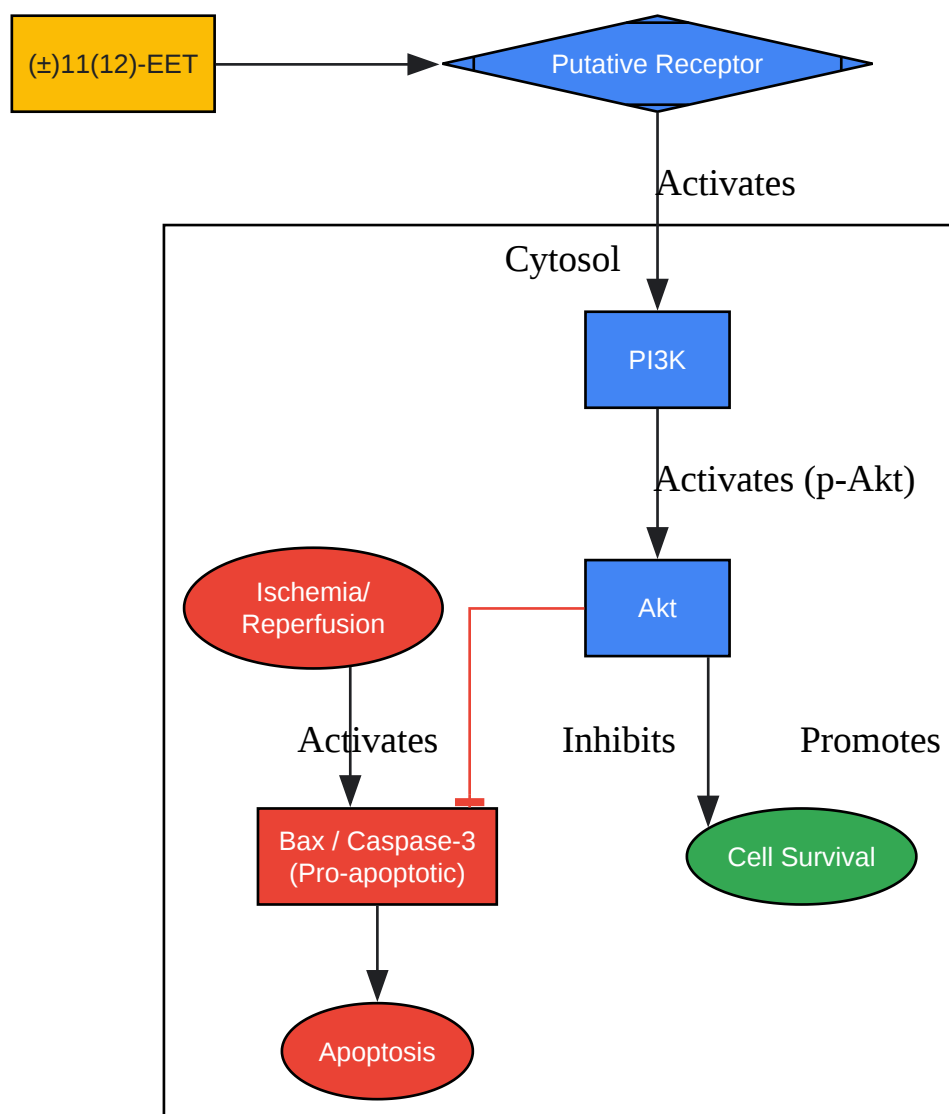 (±)11(12)-EET
Putative Receptor
Activates
Cytosol
PI3K
Activates (p-Akt)
Ischemia/
Reperfusion
Akt
Activates
Inhibits
Promotes
Bax / Caspase-3
(Pro-apoptotic)
Cell Survival
Apoptosis